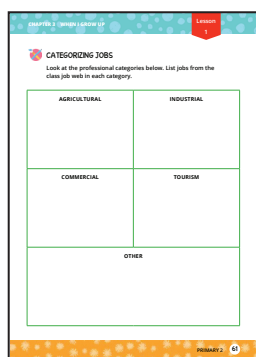 CHAPTER 3 WHEN I GROW UP
Lesson
1
CATEGORIZING JOBS
Look at the professional categories below. List jobs from the
class job web in each category.
AGRICULTURAL INDUSTRIAL
COMMERCIAL TOURISM
OTHER
PRIMARY 2 61